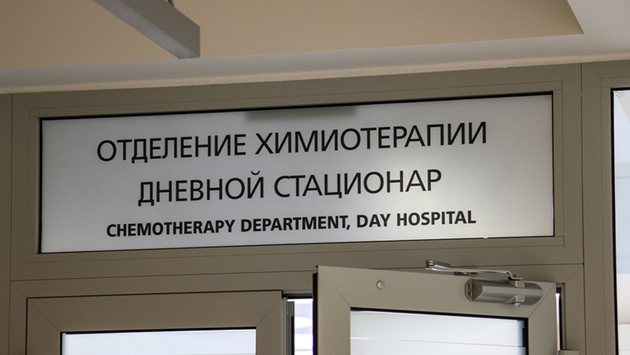 ОТДЕЛЕНИЕ ХИМИОТЕРАПИИ
ДНЕВНОЙ СТАЦИОНАР
CHEMOTHERAPY DEPARTMENT, DAY HOSPITAL